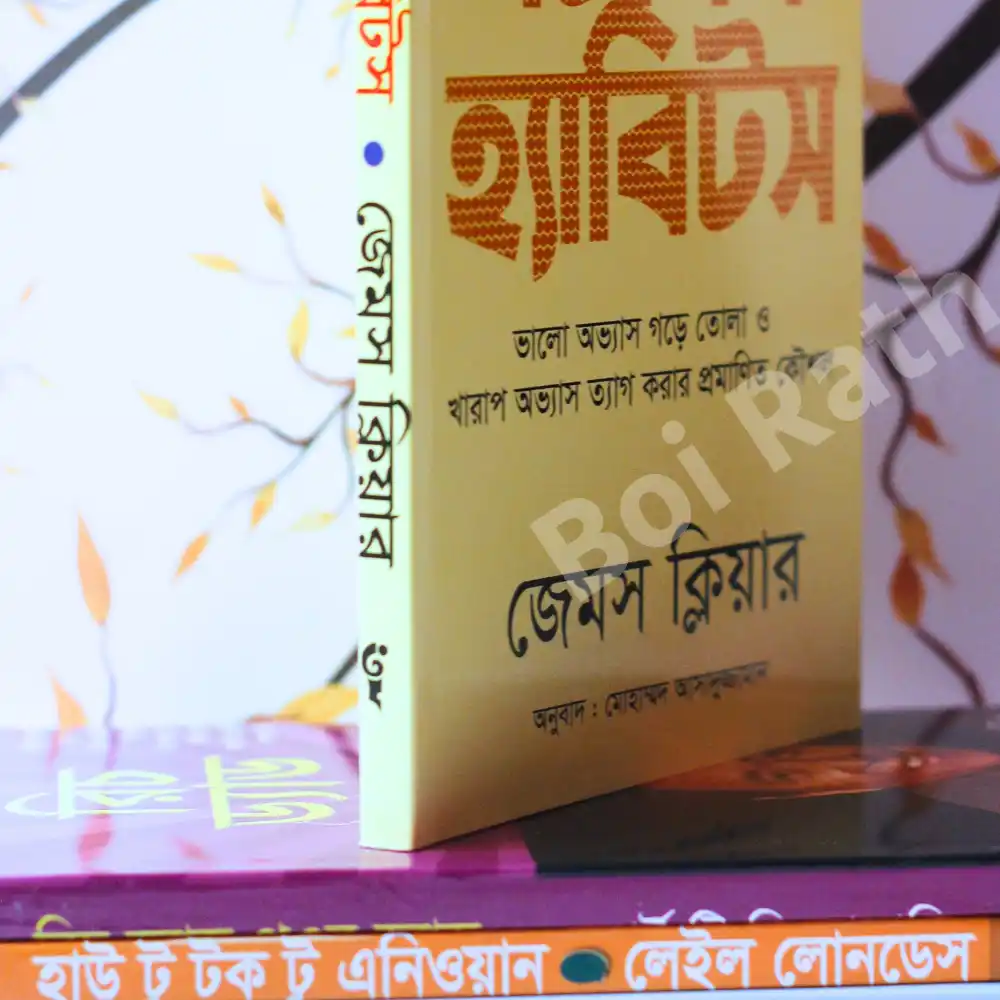 হ্যাবিটস
ভালো অভ্যাস গড়ে তোলা ও
খারাপ অভ্যাস ত্যাগ করার প্রমাণিত
জেমস ক্লিয়ার
অনুবাদ : মোহাম্মদ আসাদুজ্জামান
জেমস ক্লিয়ার
Boi Rath
হাউ টু টক টু এনিওয়ান • লেইল লোনডেস